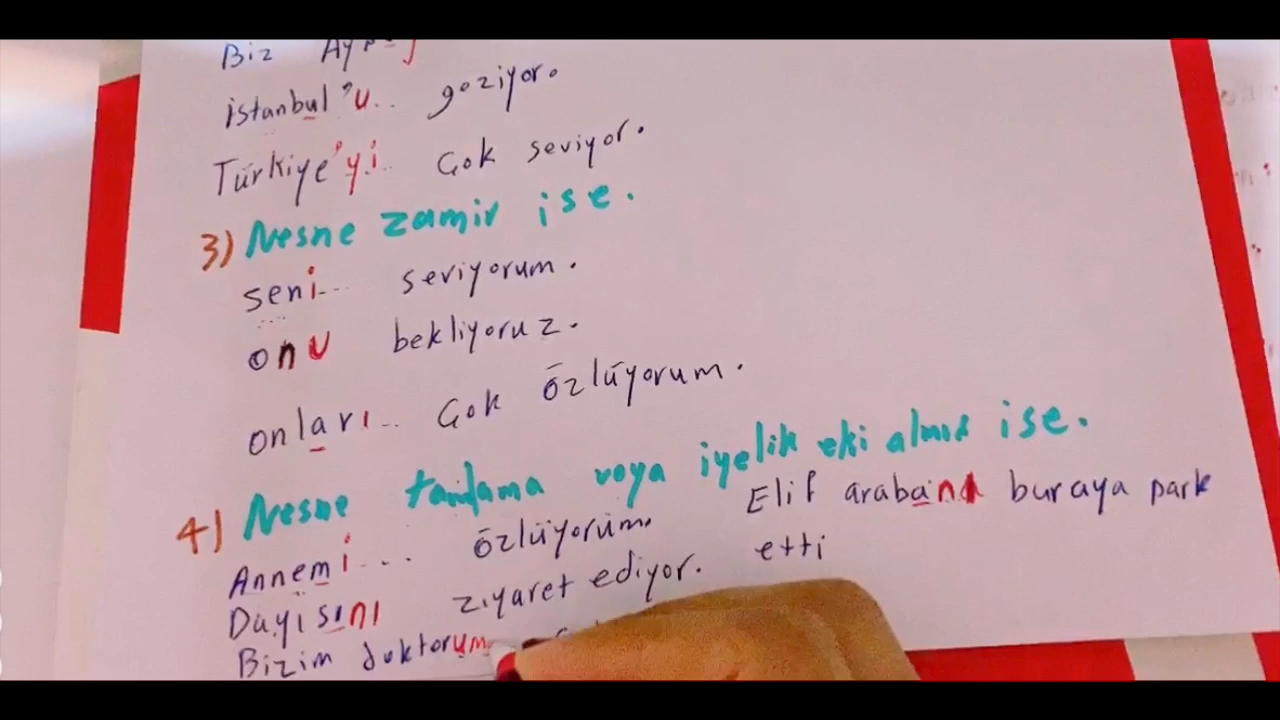 Biz
İstanbul'u.. geziyor.
Türkiye'yi.. Çok seviyor.
3) Nesne zamir ise.
seni... seviyorum.
onu bekliyoruz.
onları... Çok özlüyorum.
4) Nesne tamlama veya iyelik eki almış ise.
Annemi... özlüyorum. Elif arabanı buraya park
Dayısını ziyaret ediyor. etti
Bizim doktorum